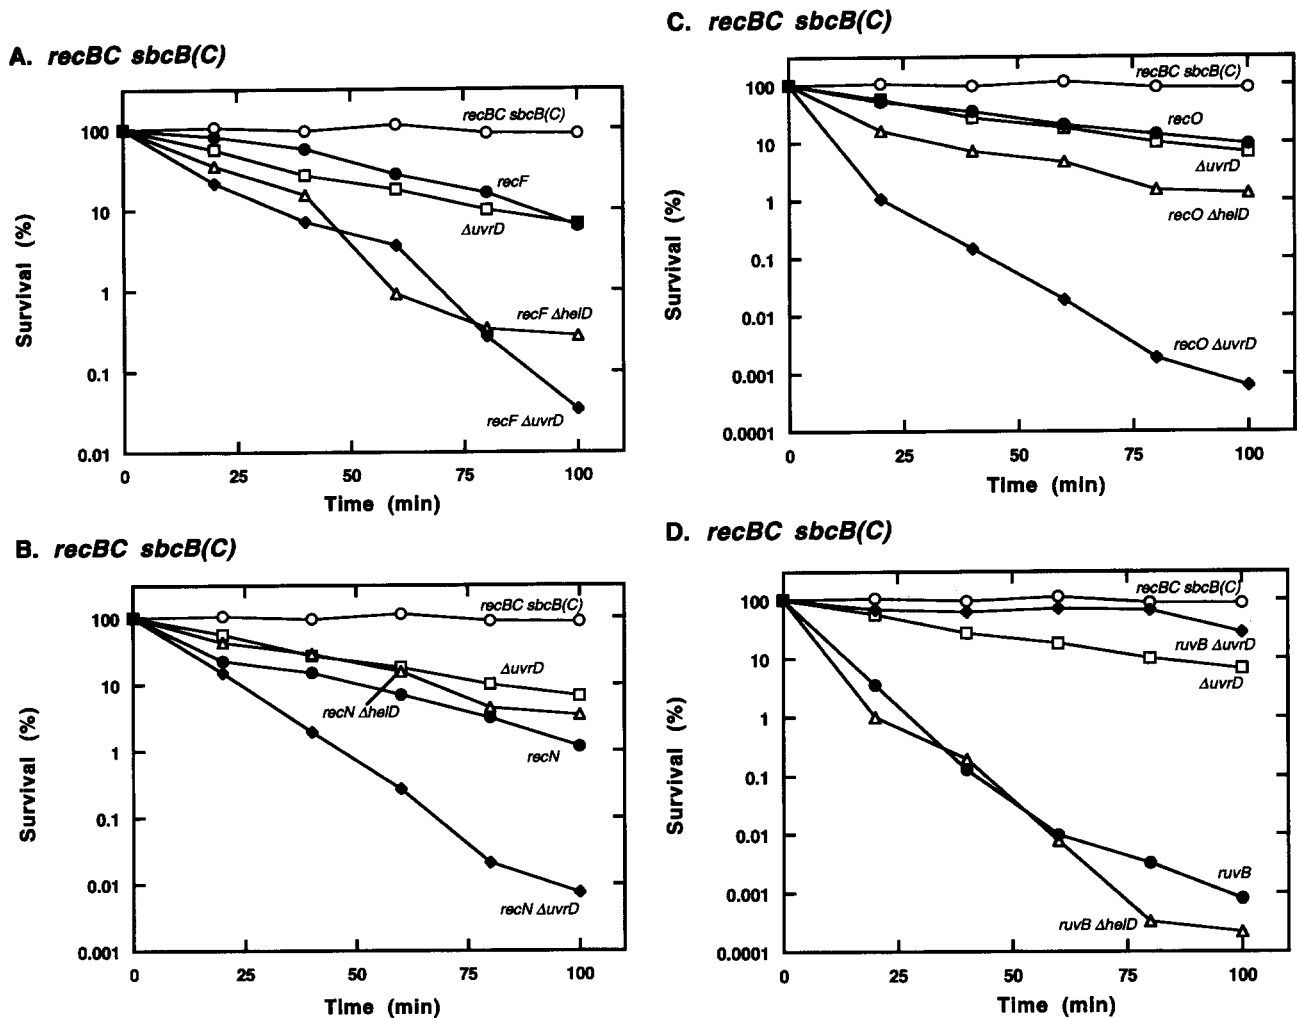 A. recBC sbcB(C)
Survival (%)
100
10
1
0.1
0.01
recBC sbcB(C)
recF
ΔuvrD
recF ΔhelD
recF ΔuvrD
0
25
50
75
100
Time (min)
B. recBC sbcB(C)
Survival (%)
100
10
1
0.1
0.01
0.001
recBC sbcB(C)
ΔuvrD
recN ΔhelD
recN
recN ΔuvrD
0
25
50
75
100
Time (min)
C. recBC sbcB(C)
Survival (%)
100
10
1
0.1
0.01
0.001
0.0001
recBC sbcB(C)
recO
ΔuvrD
recO ΔhelD
recO ΔuvrD
0
25
50
75
100
Time (min)
D. recBC sbcB(C)
Survival (%)
100
10
1
0.1
0.01
0.001
0.0001
recBC sbcB(C)
ruvB ΔuvrD
ΔuvrD
ruvB
ruvB ΔhelD
0
25
50
75
100
Time (min)